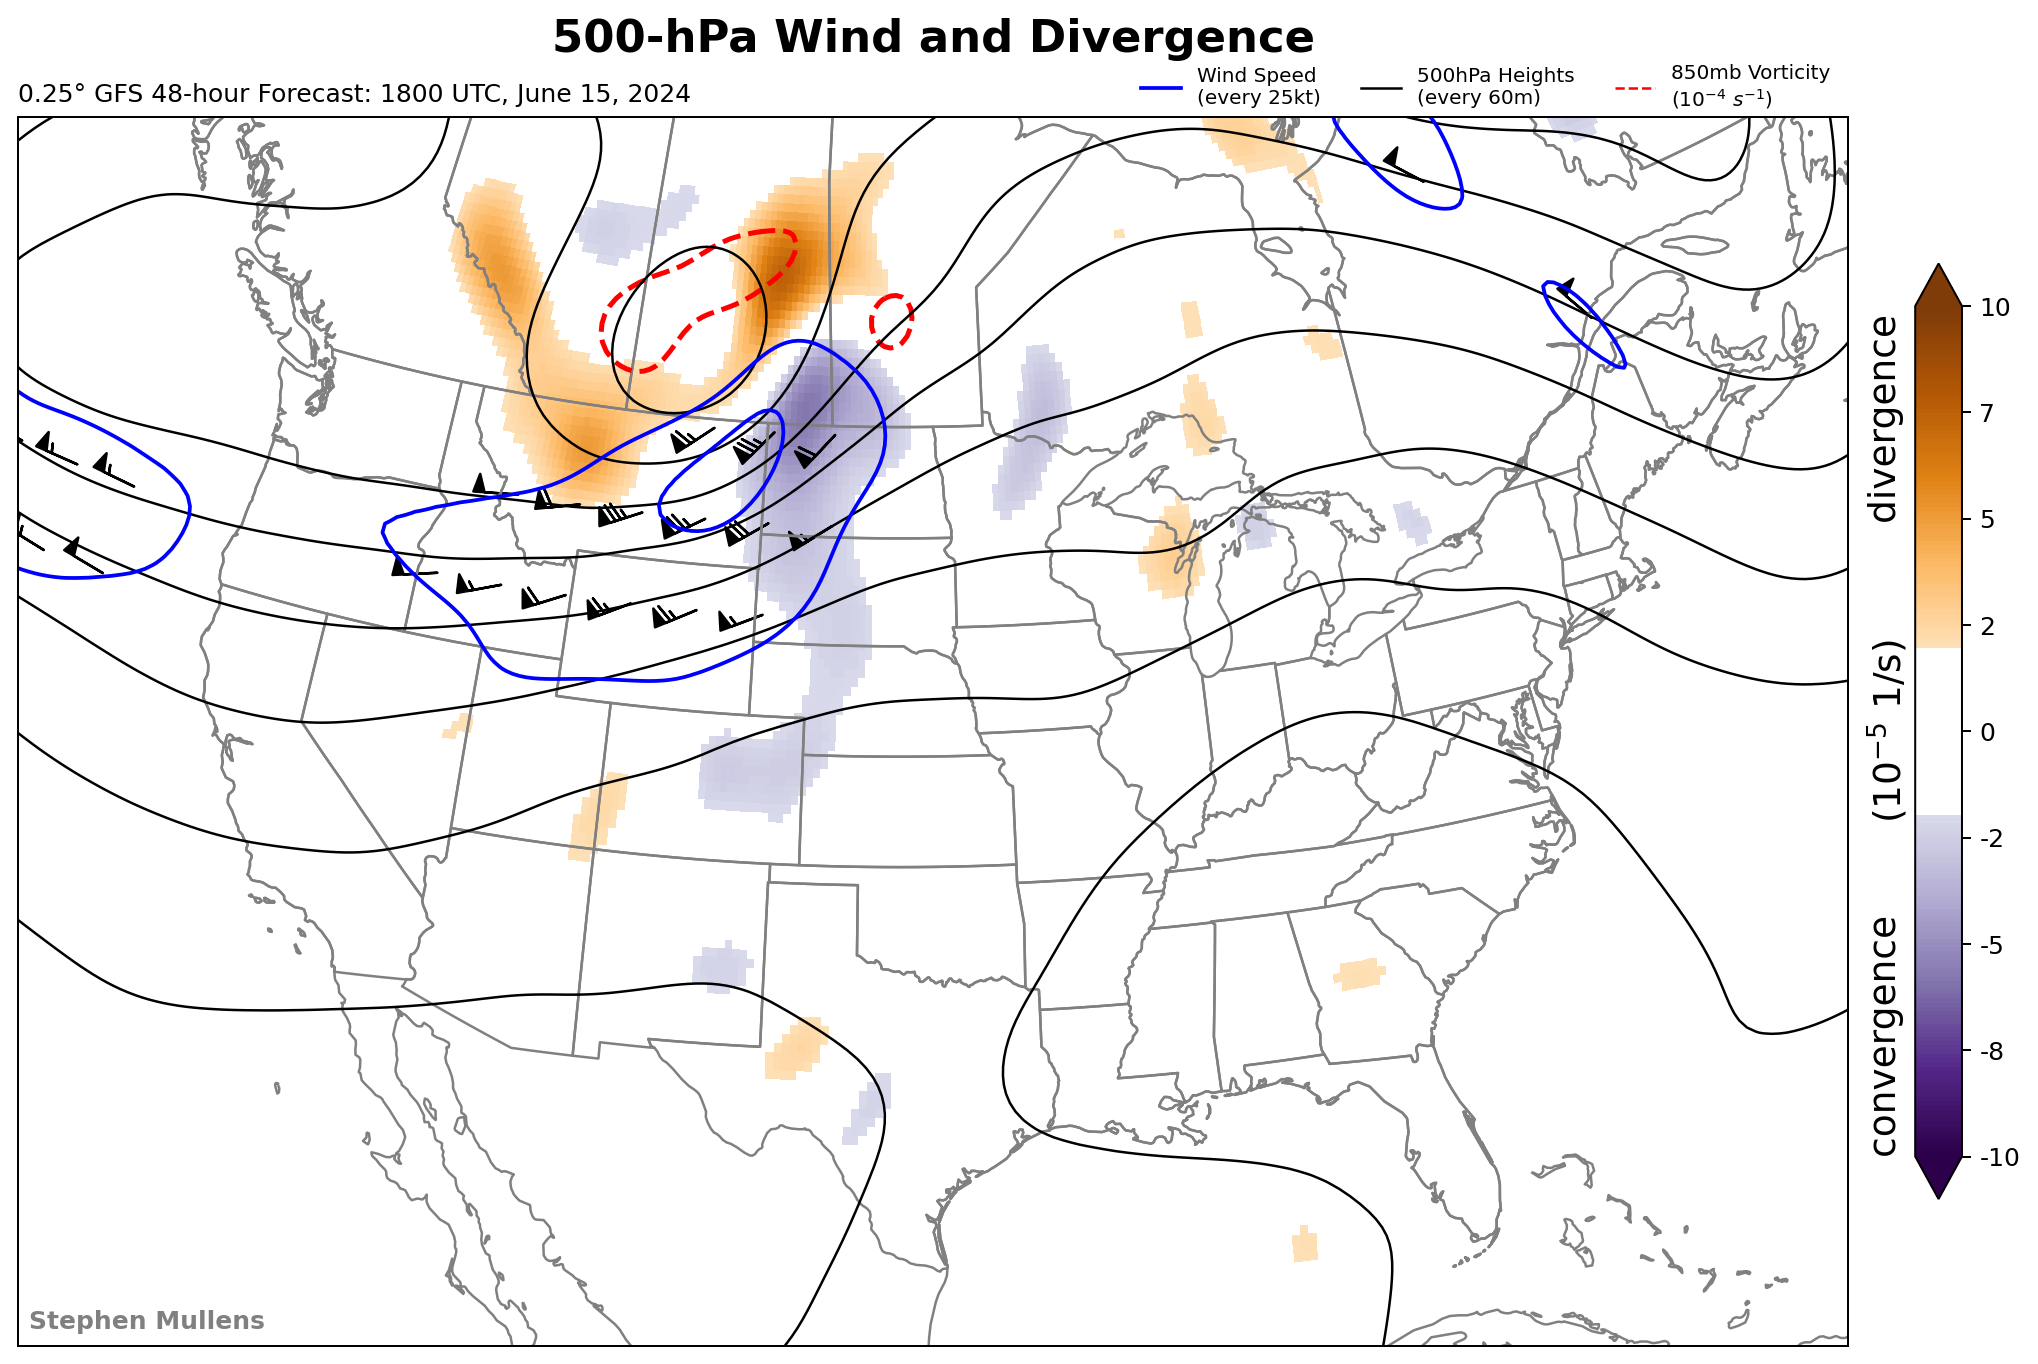 500-hPa Wind and Divergence
0.25° GFS 48-hour Forecast: 1800 UTC, June 15, 2024
Wind Speed
(every 25kt)
500hPa Heights
(every 60m)
850mb Vorticity
(10⁻⁴ s⁻¹)
10
7
5
2
0
-2
-5
-8
-10
convergence (10⁻⁵ 1/s) divergence
Stephen Mullens